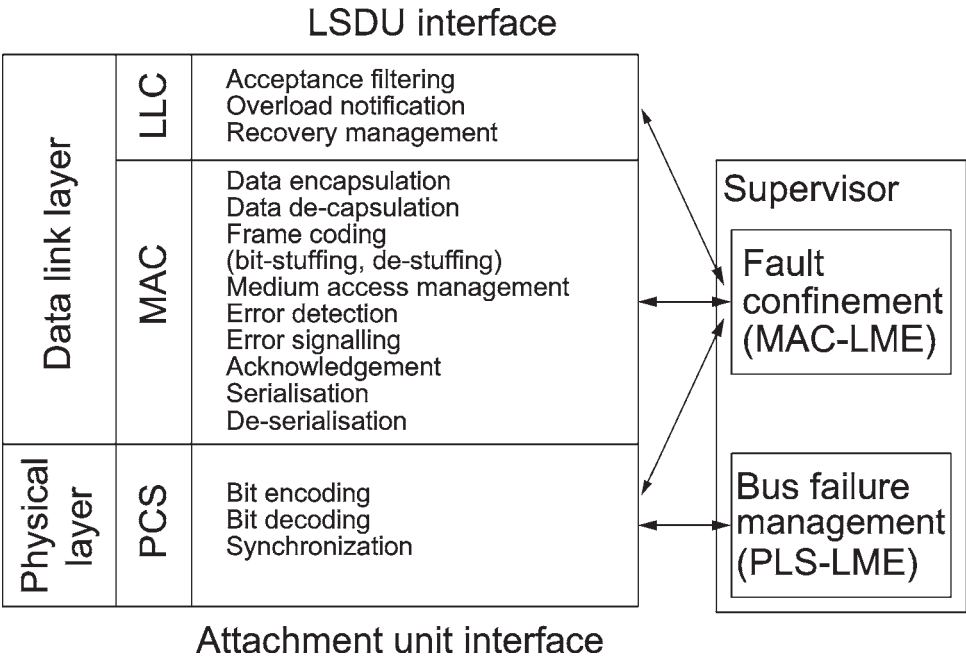 LSDU interface
Data link layer
LLC
Acceptance filtering
Overload notification
Recovery management
MAC
Data encapsulation
Data de-capsulation
Frame coding
(bit-stuffing, de-stuffing)
Medium access management
Error detection
Error signalling
Acknowledgement
Serialisation
De-serialisation
Physical
layer
PCS
Bit encoding
Bit decoding
Synchronization
Supervisor
Fault
confinement
(MAC-LME)
Bus failure
management
(PLS-LME)
Attachment unit interface